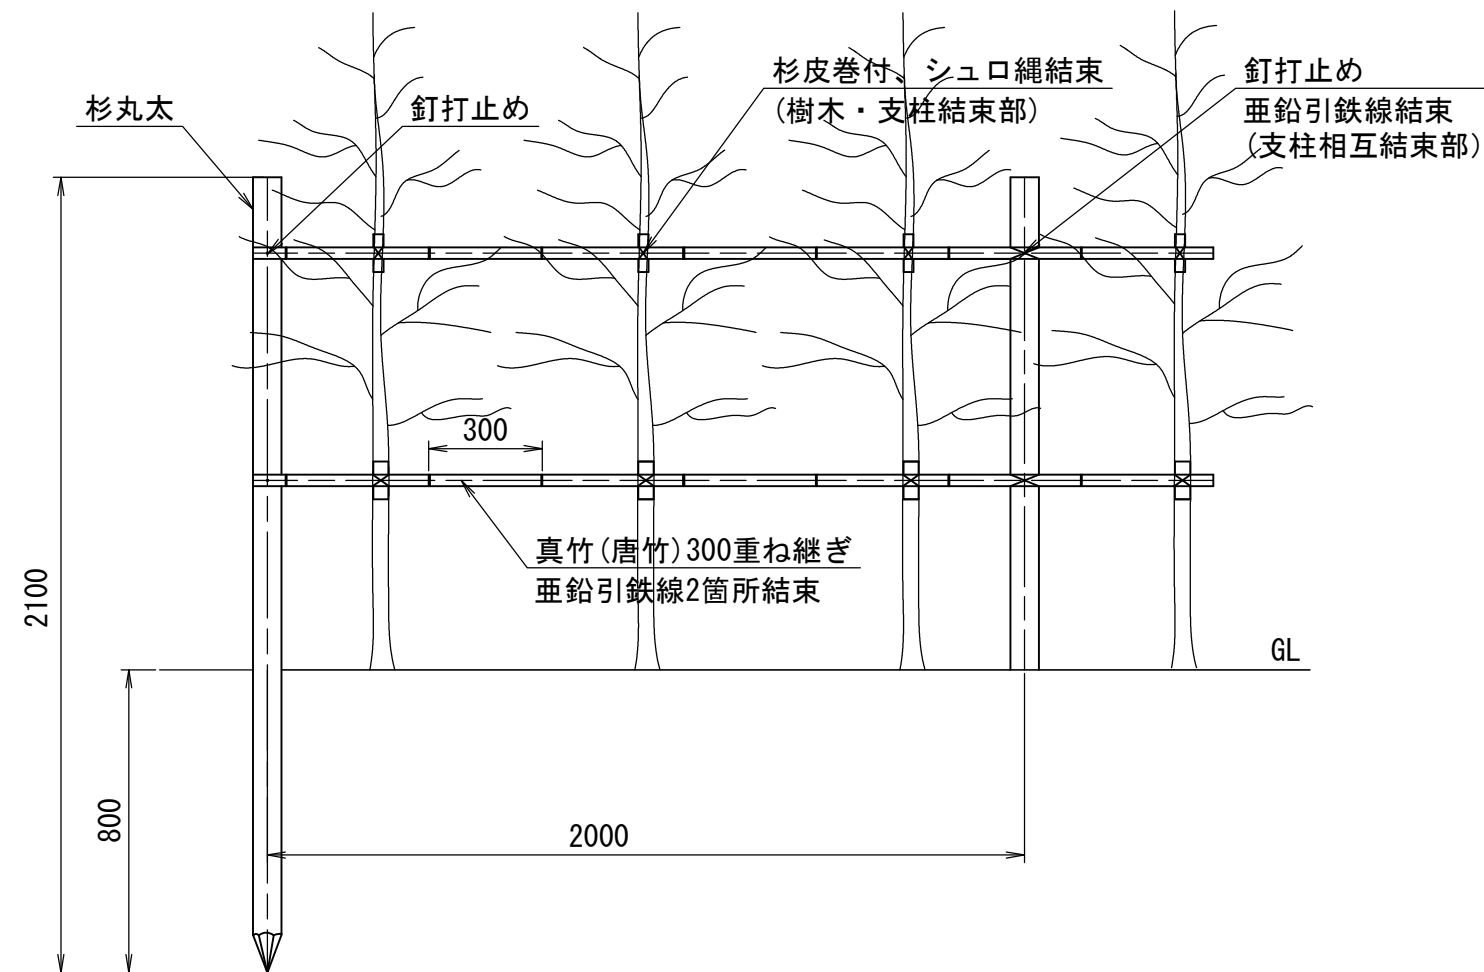 杉皮巻付、シュロ縄結束
(樹木・支柱結束部)
釘打止め
亜鉛引鉄線結束
(支柱相互結束部)
杉丸太
釘打止め
300
真竹(唐竹)300重ね継ぎ
亜鉛引鉄線2箇所結束
2100
GL
800
2000